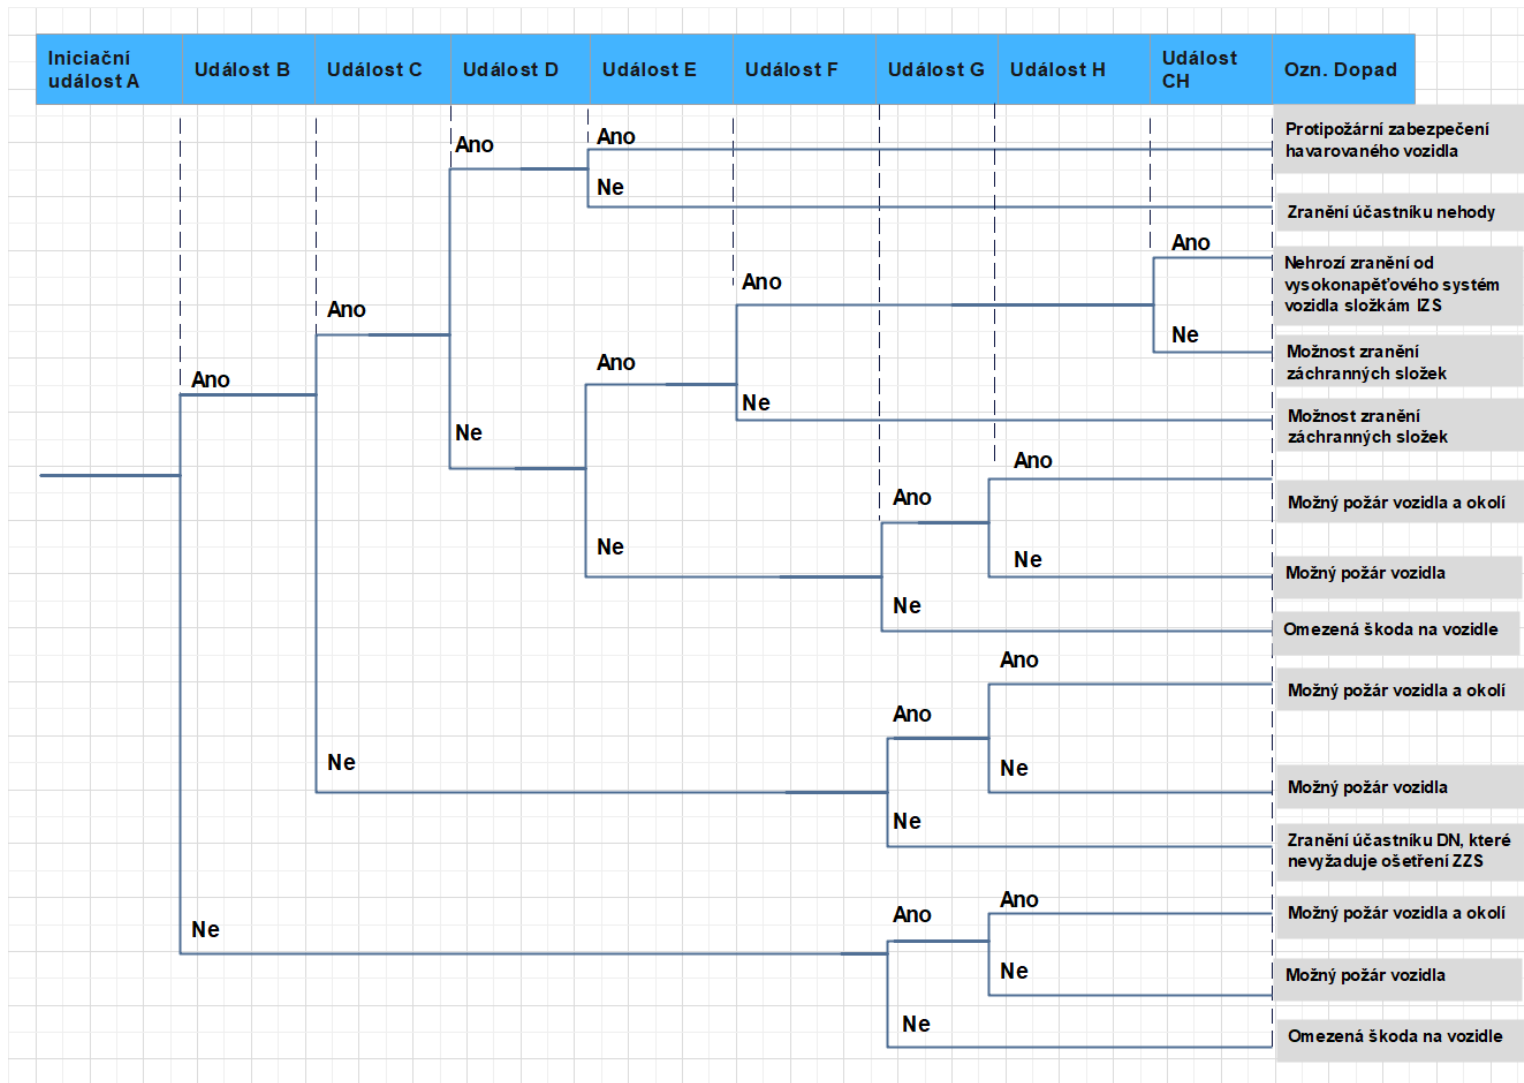 Iniciační
událost A
Událost B
Událost C
Událost D
Událost E
Událost F
Událost G
Událost H
Událost
CH
Ozn. Dopad
Protipožární zabezpečení
havarovaného vozidla
Ano
Ano
Ne
Zranění účastníku nehody
Ano
Nehrozí zranění od
vysokonapěťového systém
vozidla složkám IZS
Ano
Ano
Ne
Možnost zranění
záchranných složek
Ano
Ano
Ne
Možnost zranění
záchranných složek
Ne
Ano
Ano
Možný požár vozidla a okolí
Ne
Ne
Možný požár vozidla
Ne
Omezená škoda na vozidle
Ano
Možný požár vozidla a okolí
Ano
Ne
Ne
Možný požár vozidla
Ne
Zranění účastníku DN, které
nevyžaduje ošetření ZZS
Ano
Ano
Možný požár vozidla a okolí
Ne
Ne
Možný požár vozidla
Ne
Omezená škoda na vozidle